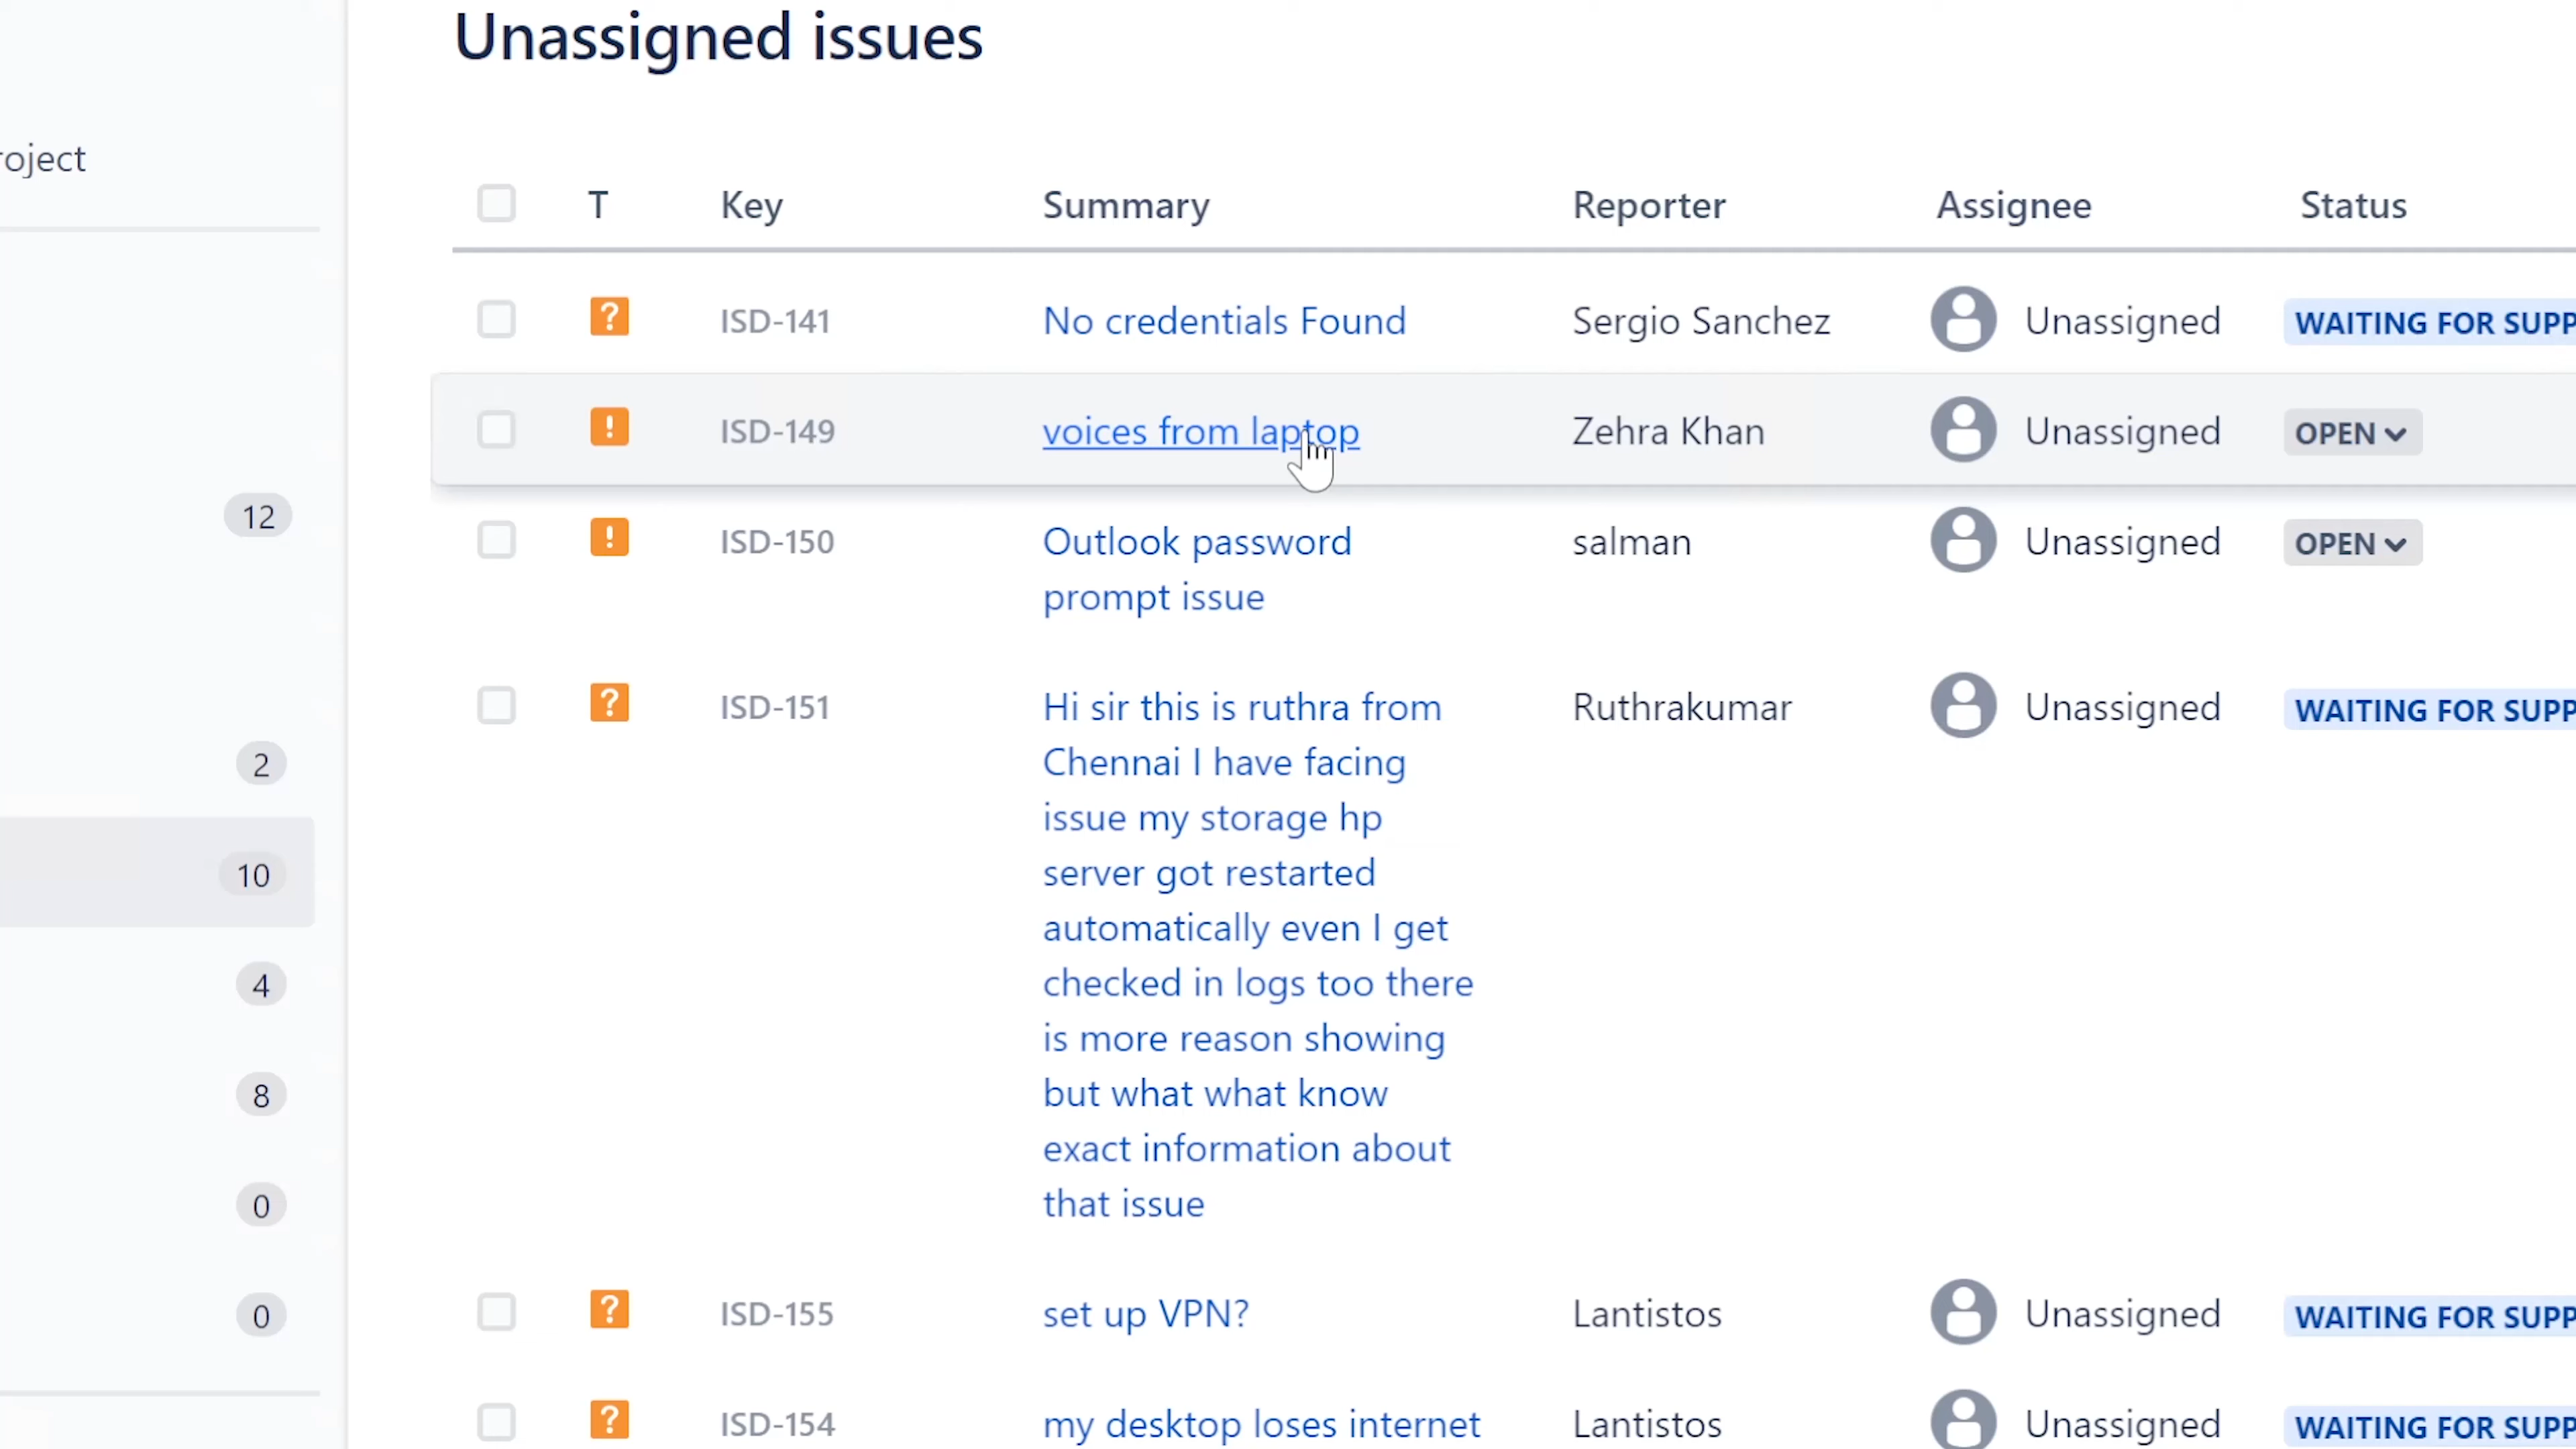 Unassigned issues
roject
T Key Summary Reporter Assignee Status
ISD-141 No credentials Found Sergio Sanchez Unassigned WAITING FOR SUPP
ISD-149 voices from laptop Zehra Khan Unassigned OPEN
12
ISD-150 Outlook password salman Unassigned OPEN
prompt issue
ISD-151 Hi sir this is ruthra from Ruthrakumar Unassigned WAITING FOR SUPP
2
Chennai I have facing
issue my storage hp
10
server got restarted
automatically even I get
4
checked in logs too there
is more reason showing
8
but what what know
exact information about
0
that issue
0
ISD-155 set up VPN? Lantistos Unassigned WAITING FOR SUPP
ISD-154 my desktop loses internet Lantistos Unassigned WAITING FOR SUPP